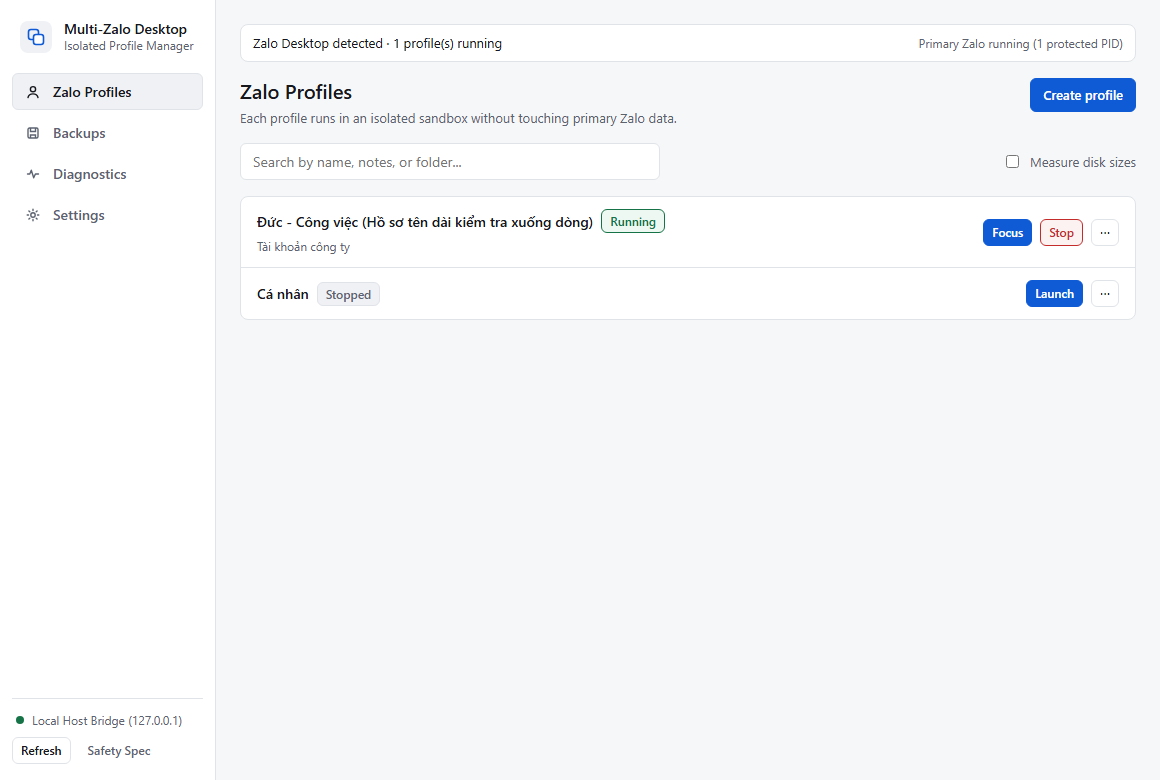 Multi-Zalo Desktop
Isolated Profile Manager
Zalo Profiles
Backups
Diagnostics
Settings
Local Host Bridge (127.0.0.1)
Refresh Safety Spec
Zalo Desktop detected · 1 profile(s) running Primary Zalo running (1 protected PID)
Zalo Profiles
Create profile
Each profile runs in an isolated sandbox without touching primary Zalo data.
Search by name, notes, or folder... Measure disk sizes
Đức - Công việc (Hồ sơ tên dài kiểm tra xuống dòng) Running
Tài khoản công ty
Focus Stop ...
Cá nhân Stopped Launch ...